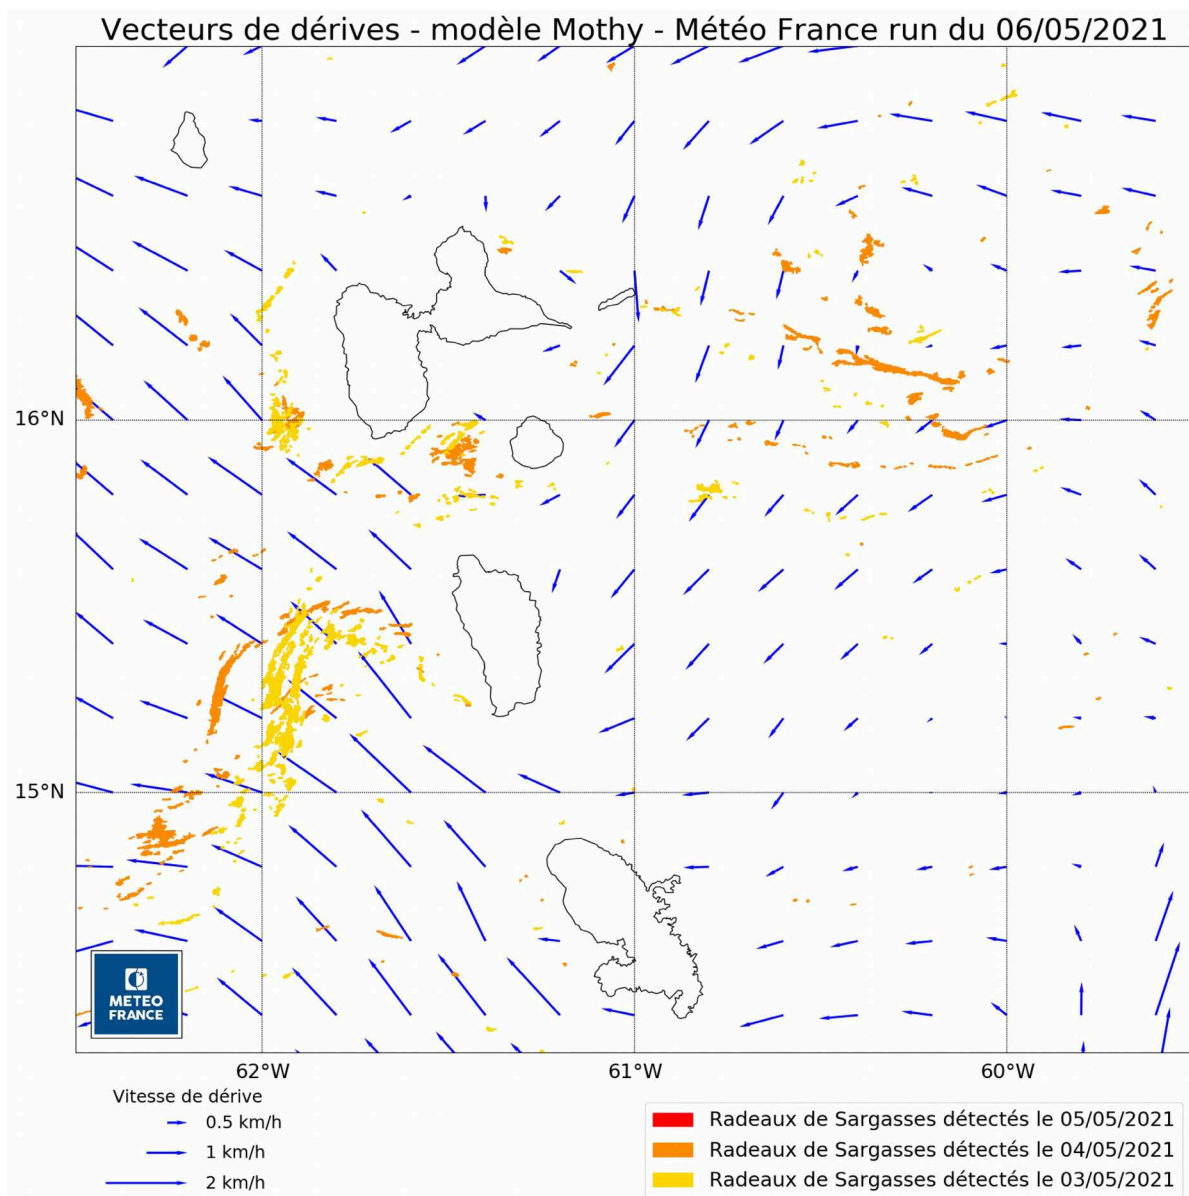 Vecteurs de dérives - modèle Mothy - Météo France run du 06/05/2021
16°N
15°N
METEO
FRANCE
62°W
61°W
60°W
Vitesse de dérive
0.5 km/h
1 km/h
2 km/h
Radeaux de Sargasses détectés le 05/05/2021
Radeaux de Sargasses détectés le 04/05/2021
Radeaux de Sargasses détectés le 03/05/2021